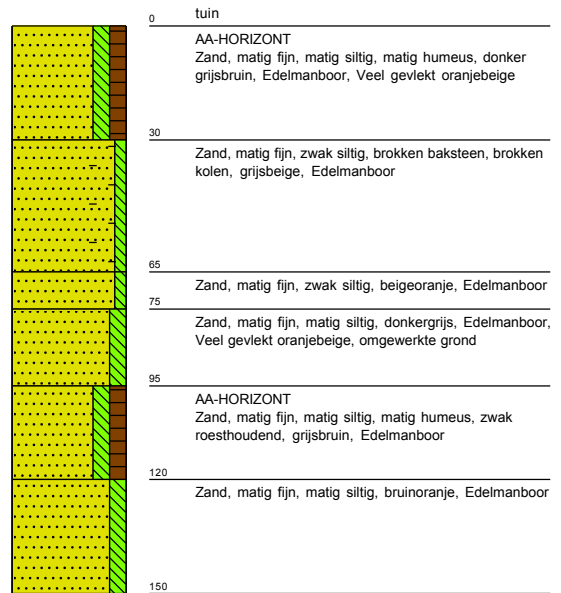 0 tuin
AA-HORIZONT
Zand, matig fijn, matig siltig, matig humeus, donker
grijsbruin, Edelmanboor, Veel gevlekt oranjebeige
30
Zand, matig fijn, zwak siltig, brokken baksteen, brokken
kolen, grijsbeige, Edelmanboor
65
Zand, matig fijn, zwak siltig, beigeoranje, Edelmanboor
75
Zand, matig fijn, matig siltig, donkergrijs, Edelmanboor,
Veel gevlekt oranjebeige, omgewerkte grond
95
AA-HORIZONT
Zand, matig fijn, matig siltig, matig humeus, zwak
roesthoudend, grijsbruin, Edelmanboor
120
Zand, matig fijn, matig siltig, bruinoranje, Edelmanboor
150